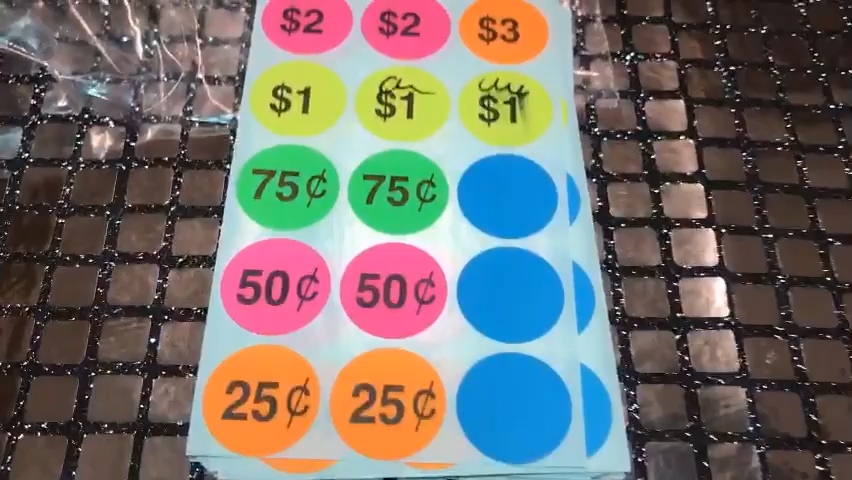 $2 $2 $3
$1 $1 $1
75¢ 75¢
50¢ 50¢
25¢ 25¢